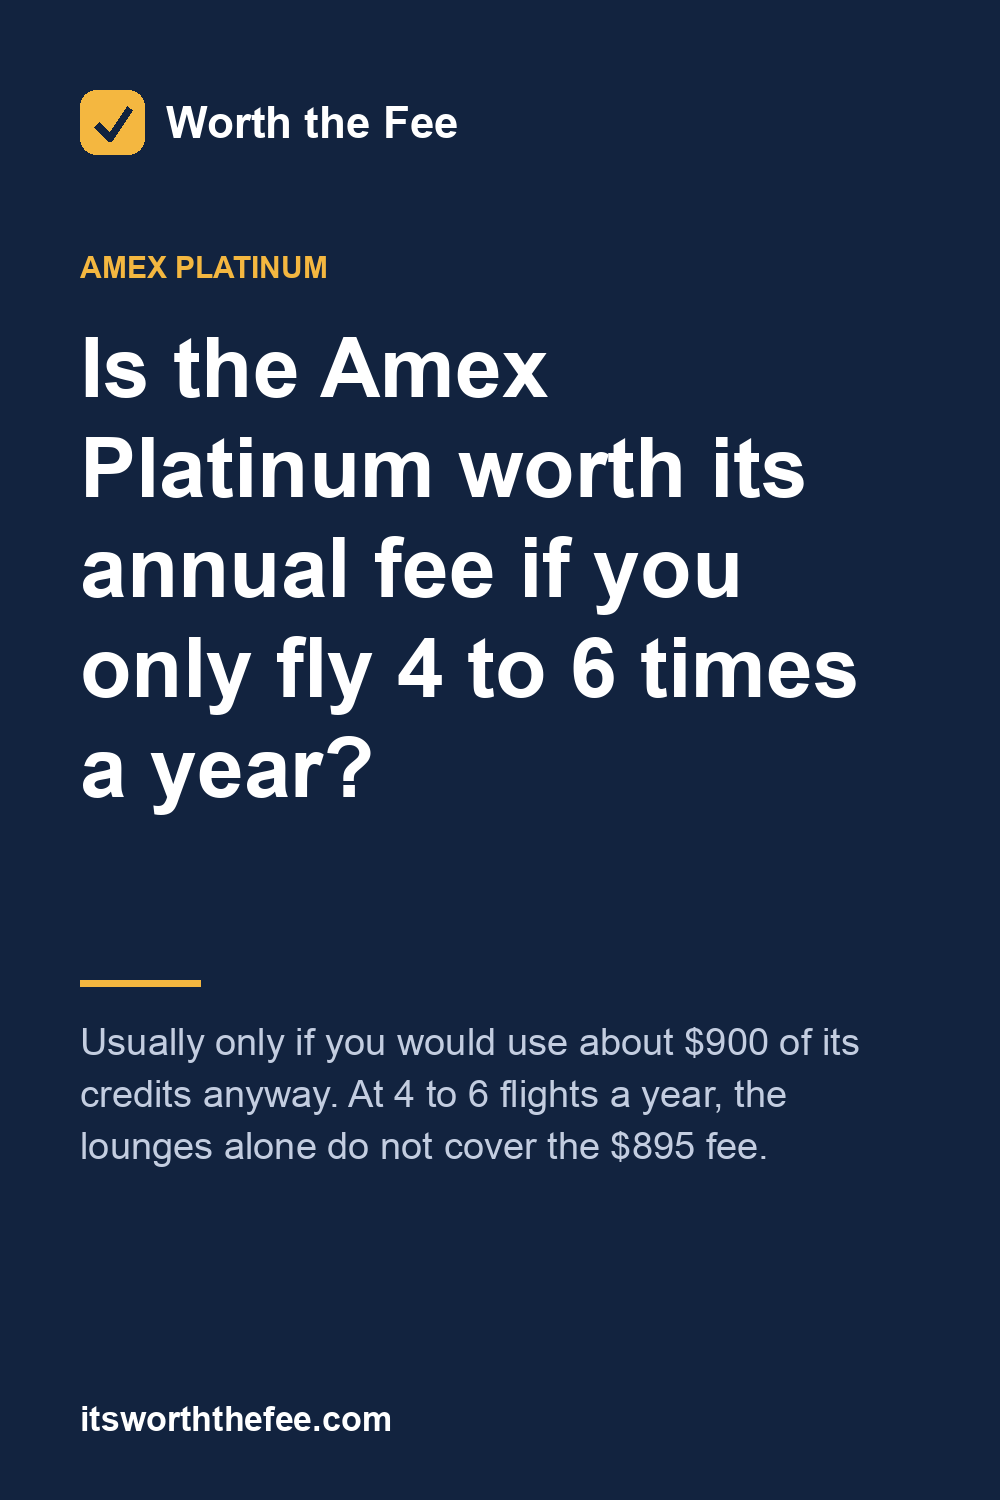 Worth the Fee
AMEX PLATINUM
Is the Amex
Platinum worth its
annual fee if you
only fly 4 to 6 times
a year?
Usually only if you would use about $900 of its
credits anyway. At 4 to 6 flights a year, the
lounges alone do not cover the $895 fee.
itsworththefee.com